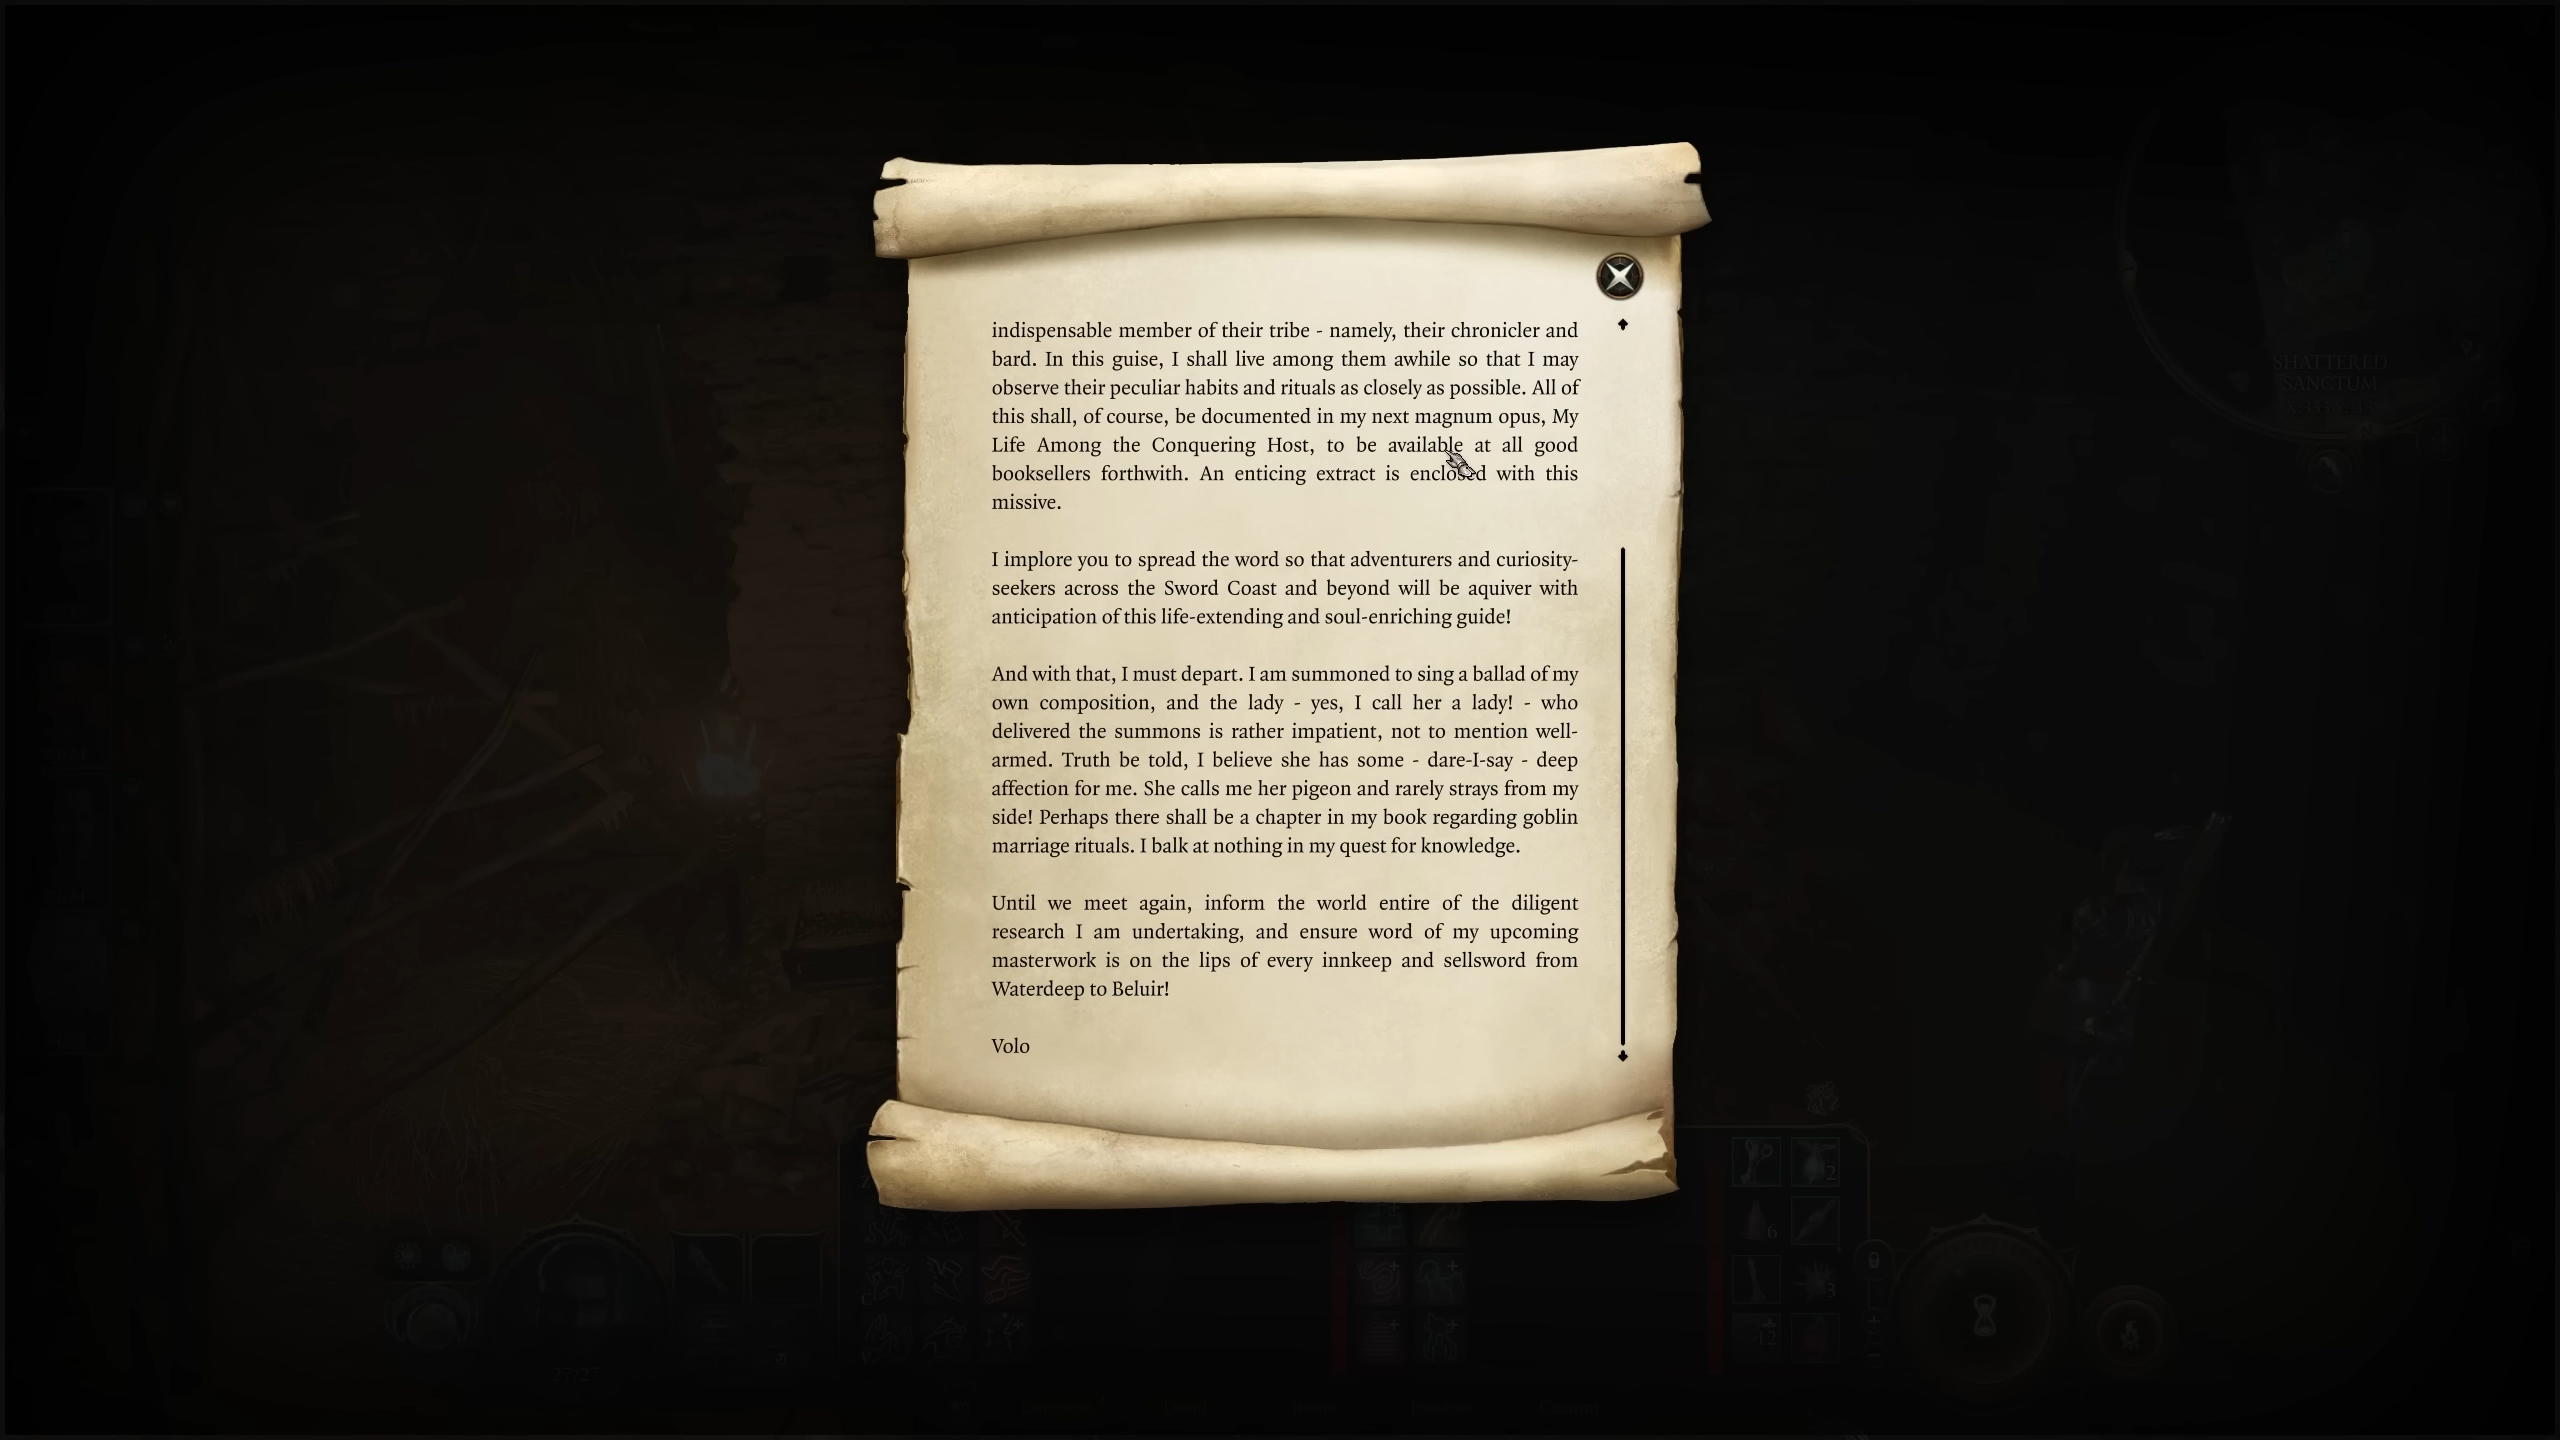 indispensable member of their tribe - namely, their chronicler and
bard. In this guise, I shall live among them awhile so that I may
observe their peculiar habits and rituals as closely as possible. All of
this shall, of course, be documented in my next magnum opus, My
Life Among the Conquering Host, to be available at all good
booksellers forthwith. An enticing extract is enclosed with this
missive.
I implore you to spread the word so that adventurers and curiosity-
seekers across the Sword Coast and beyond will be aquiver with
anticipation of this life-extending and soul-enriching guide!
And with that, I must depart. I am summoned to sing a ballad of my
own composition, and the lady - yes, I call her a lady! - who
delivered the summons is rather impatient, not to mention well-
armed. Truth be told, I believe she has some - dare-I-say - deep
affection for me. She calls me her pigeon and rarely strays from my
side! Perhaps there shall be a chapter in my book regarding goblin
marriage rituals. I balk at nothing in my quest for knowledge.
Until we meet again, inform the world entire of the diligent
research I am undertaking, and ensure word of my upcoming
masterwork is on the lips of every innkeep and sellsword from
Waterdeep to Beluir!
Volo
SHATTERED
SANCTUM
2
6
3
12